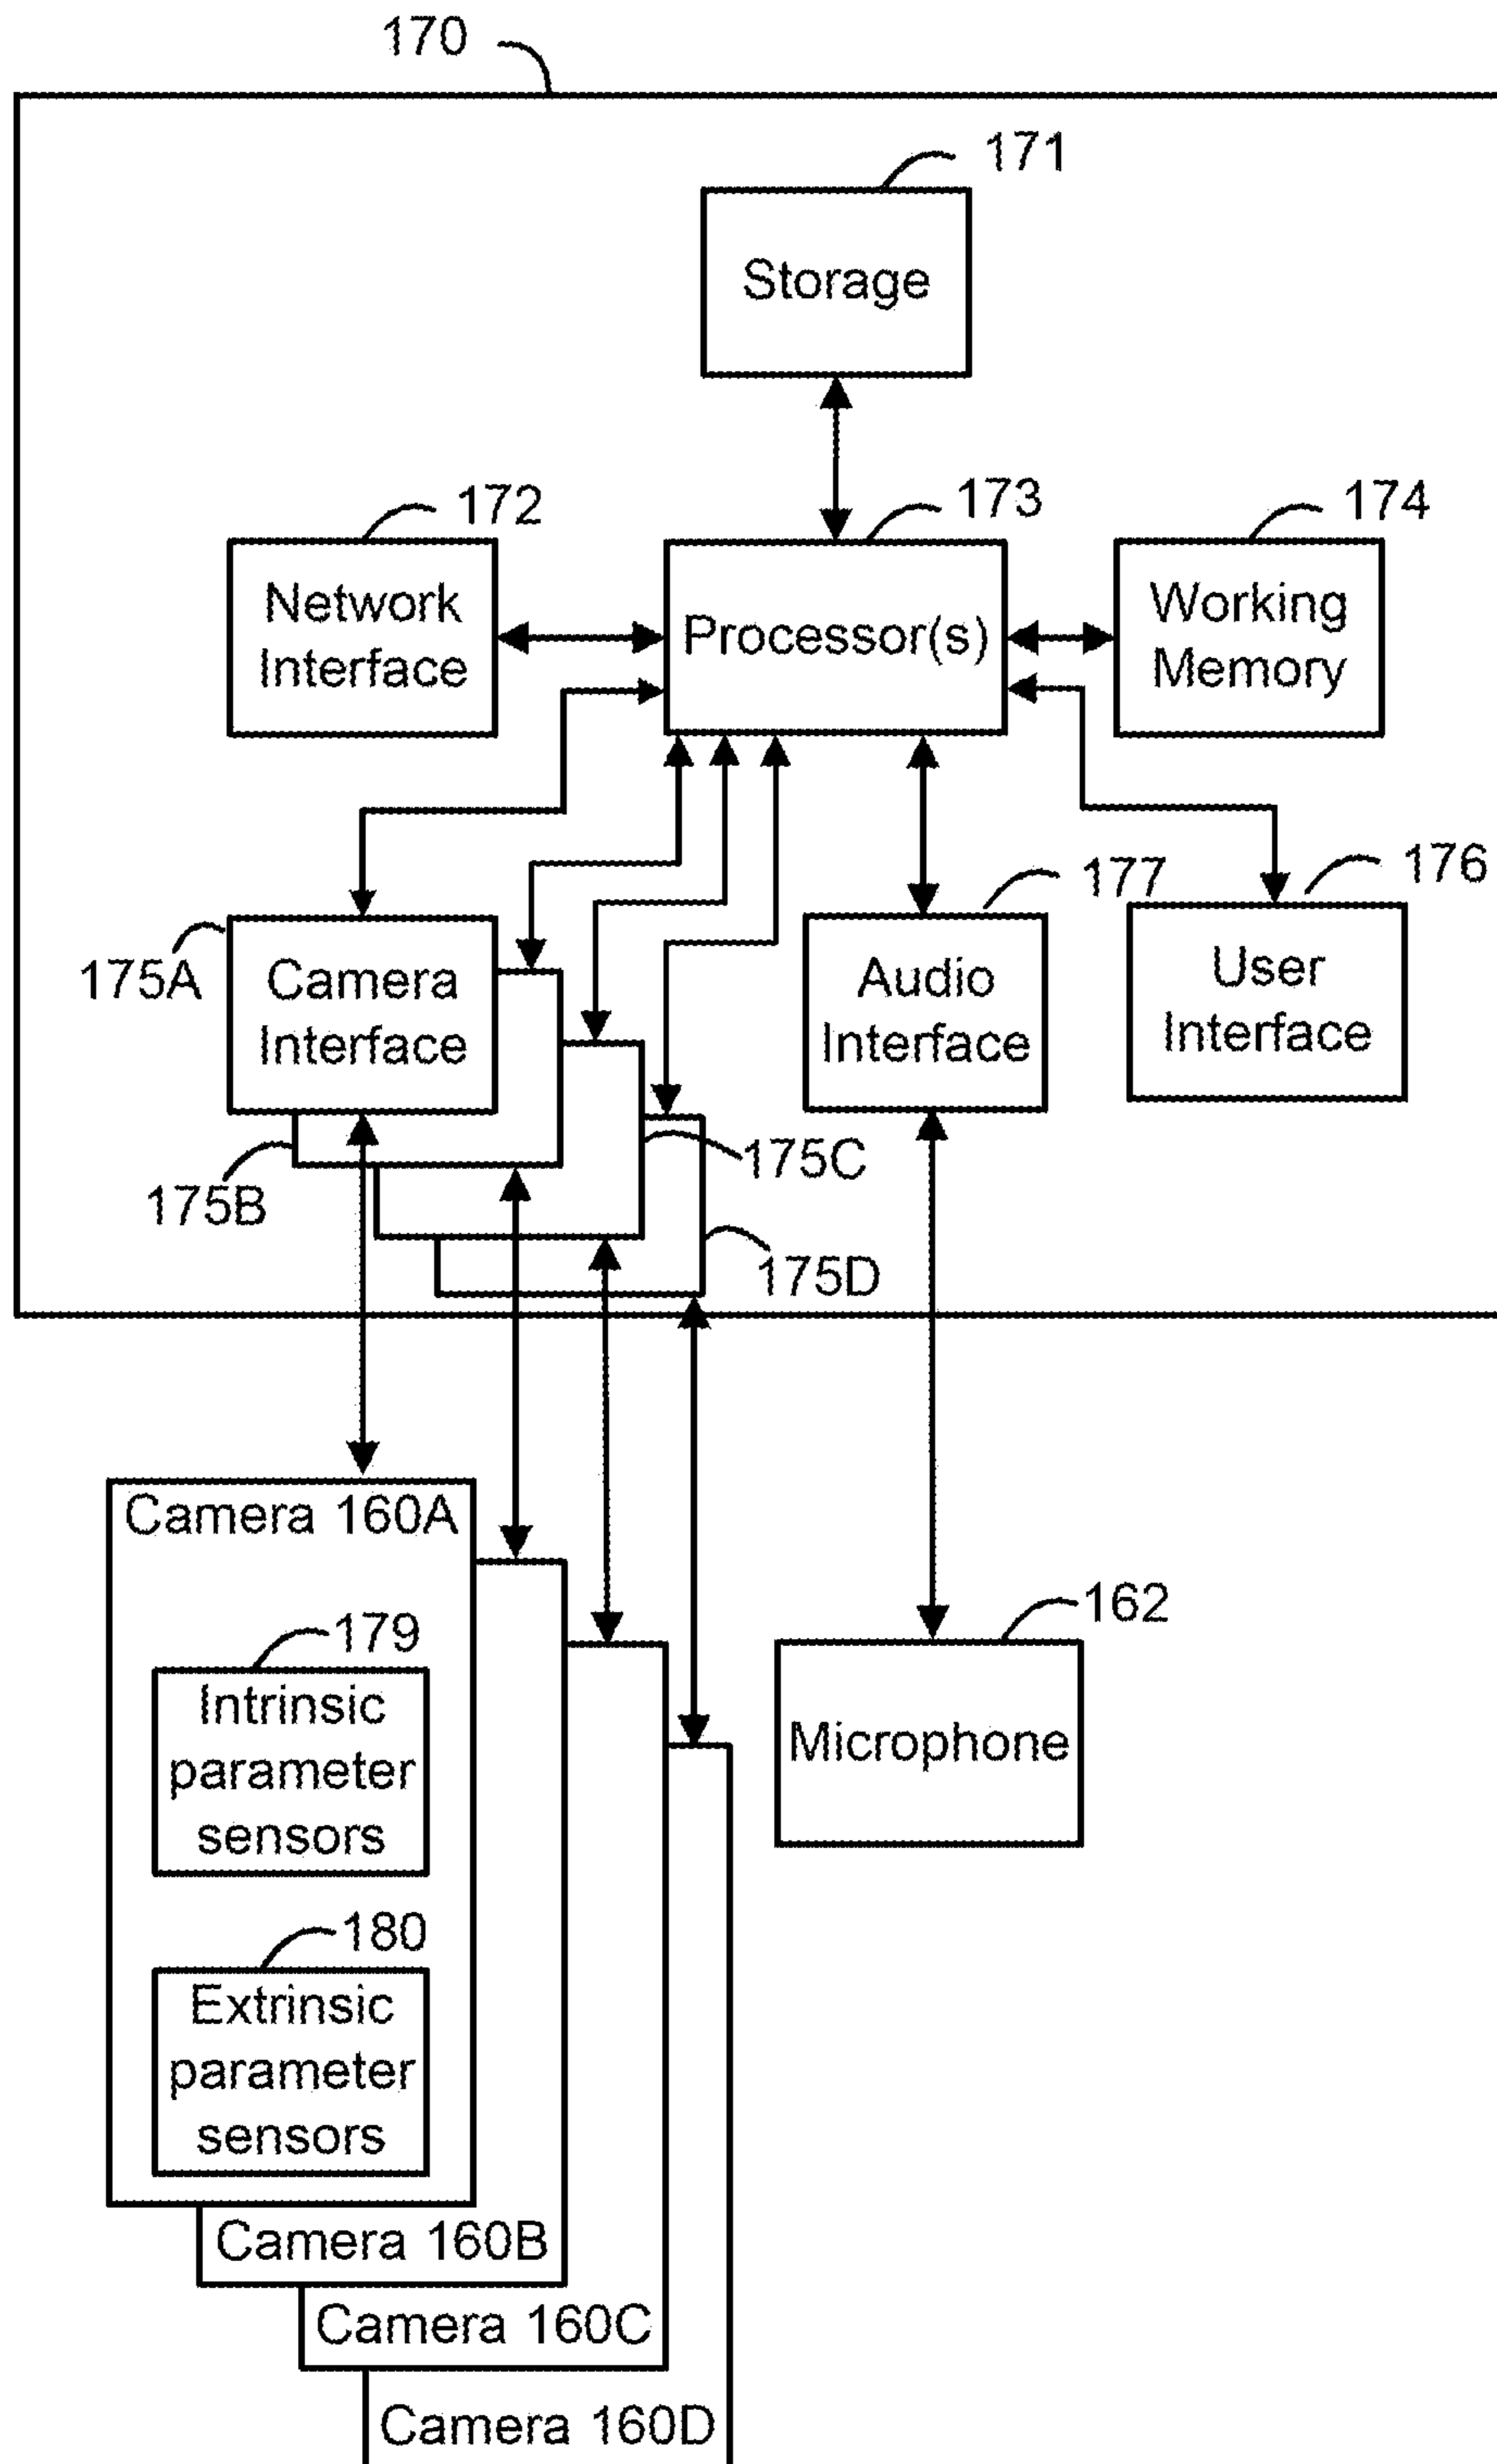 170
171
Storage
172
173
174
Network
Interface
Processor(s)
Working
Memory
175A
Camera
Interface
177
Audio
Interface
176
User
Interface
175B
175C
175D
Camera 160A
179
Intrinsic
parameter
sensors
180
Extrinsic
parameter
sensors
162
Microphone
Camera 160B
Camera 160C
Camera 160D